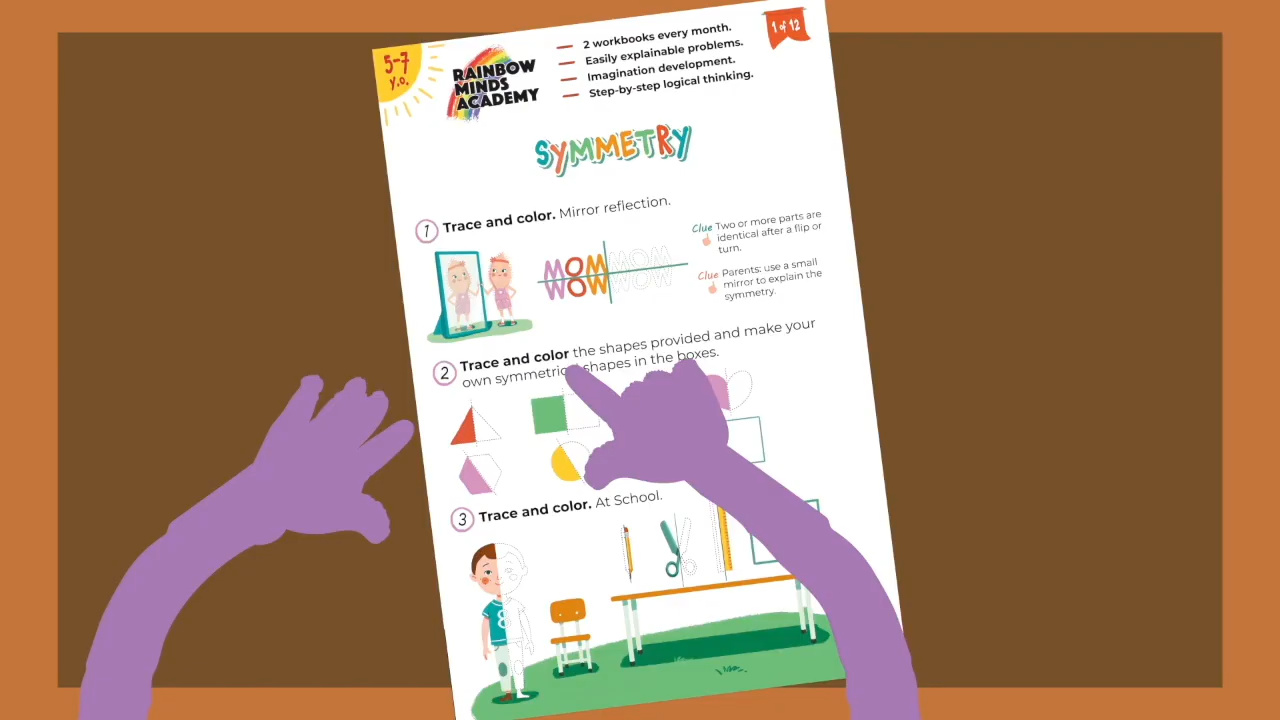 5-7
y.o.
RAINBOW
MINDS
ACADEMY
2 workbooks every month.
Easily explainable problems.
Imagination development.
Step-by-step logical thinking.
1 of 12
SYMMETRY
1 Trace and color. Mirror reflection.
MOM MOM
WOW WOW
Clue Two or more parts are
identical after a flip or
turn.
Clue Parents: use a small
mirror to explain the
symmetry.
2 Trace and color the shapes provided and make your
own symmetric shapes in the boxes.
3 Trace and color. At School.
8